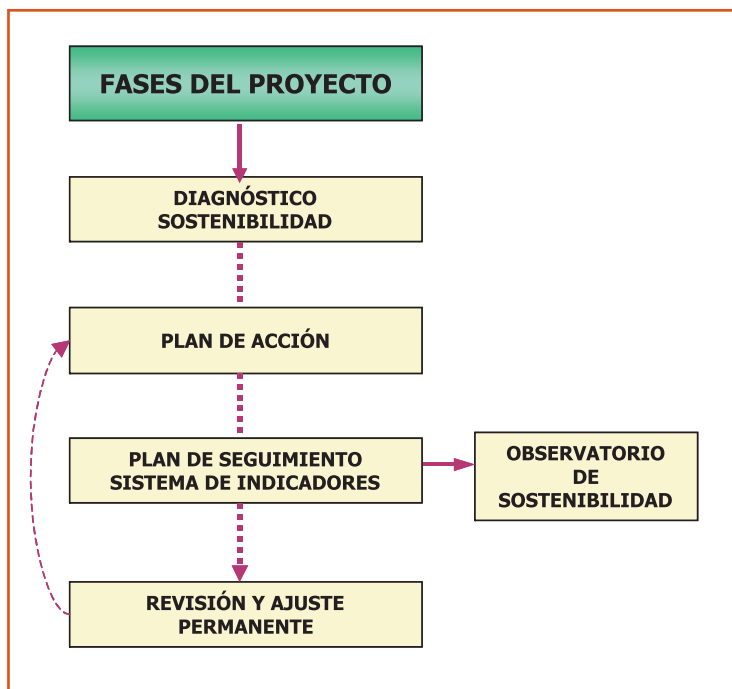 FASES DEL PROYECTO
DIAGNÓSTICO
SOSTENIBILIDAD
PLAN DE ACCIÓN
PLAN DE SEGUIMIENTO
SISTEMA DE INDICADORES
OBSERVATORIO
DE
SOSTENIBILIDAD
REVISIÓN Y AJUSTE
PERMANENTE